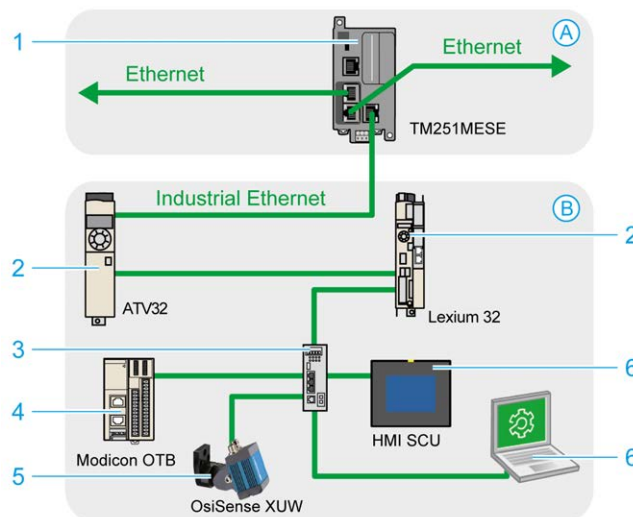 1
Ethernet
A
Ethernet
TM251MESE
Industrial Ethernet
B
2
2
ATV32
Lexium 32
3
6
4
HMI SCU
Modicon OTB
6
5
OsiSense XUW